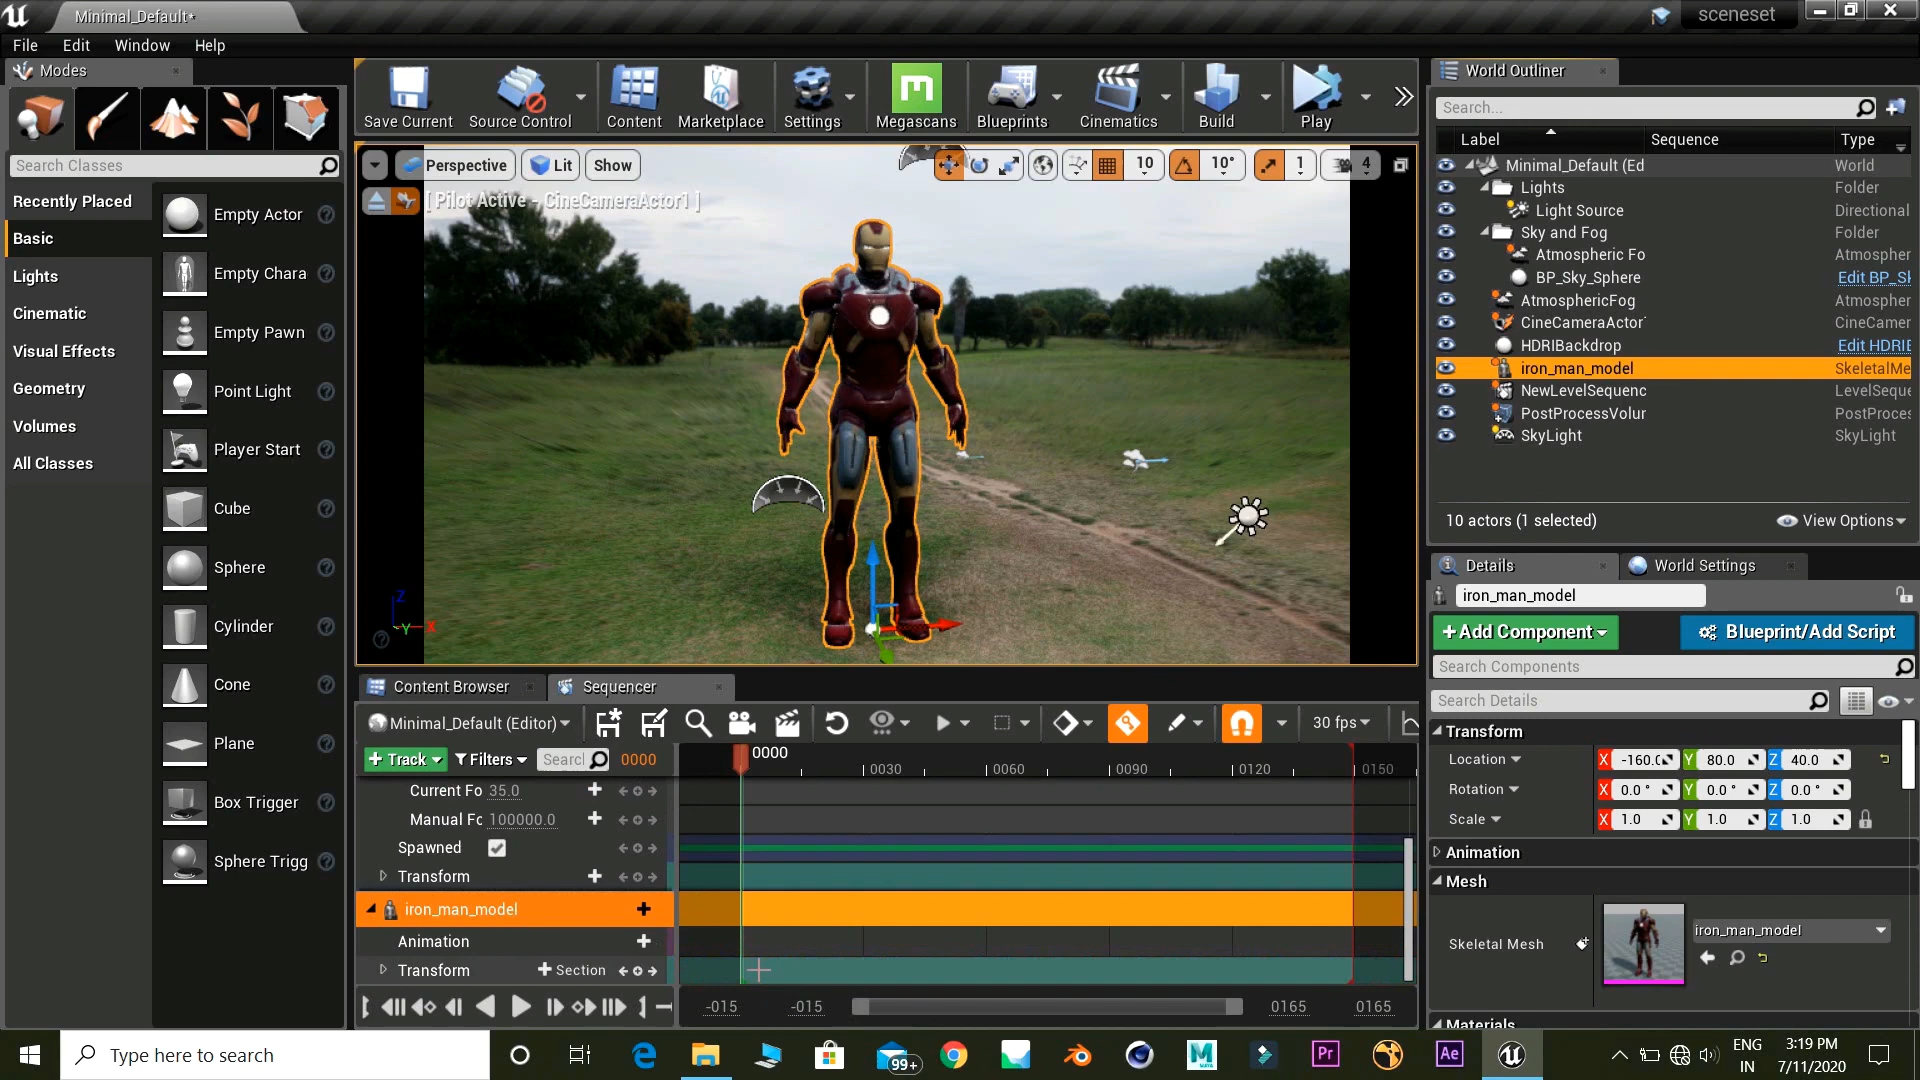 Minimal_Default*
sceneset
File Edit Window Help
Modes
Search Classes
Recently Placed
Basic
Lights
Cinematic
Visual Effects
Geometry
Volumes
All Classes
Empty Actor
Empty Chara
Empty Pawn
Point Light
Player Start
Cube
Sphere
Cylinder
Cone
Plane
Box Trigger
Sphere Trigg
Save Current Source Control Content Marketplace Settings Megascans Blueprints Cinematics Build Play
Perspective Lit Show 10 10° 1 4
[ Pilot Active - CineCameraActor1 ]
Z
Y X
Content Browser Sequencer
Minimal_Default (Editor) 30 fps
+ Track Filters Search 0000 0000
0030 0060 0090 0120 0150
Current Fo 35.0
Manual Fc 100000.0
Spawned
Transform
iron_man_model
Animation
Transform + Section
-015 -015 0165 0165
World Outliner
Search...
Label Sequence Type
Minimal_Default (Ed World
Lights Folder
Light Source Directional
Sky and Fog Folder
Atmospheric Fo Atmospher
BP_Sky_Sphere Edit BP_Sk
AtmosphericFog Atmospher
CineCameraActor CineCamer
HDRIBackdrop Edit HDRIE
iron_man_model SkeletalMe
NewLevelSequenc LevelSeque
PostProcessVolur PostProces
SkyLight SkyLight
10 actors (1 selected) View Options
Details World Settings
iron_man_model
+Add Component Blueprint/Add Script
Search Components
Search Details
Transform
Location X -160.0 Y 80.0 Z 40.0
Rotation X 0.0 ° Y 0.0 ° Z 0.0 °
Scale X 1.0 Y 1.0 Z 1.0
Animation
Mesh
Skeletal Mesh iron_man_model
Materials
Type here to search
99+
Pr
Ae
ENG
IN
3:19 PM
7/11/2020